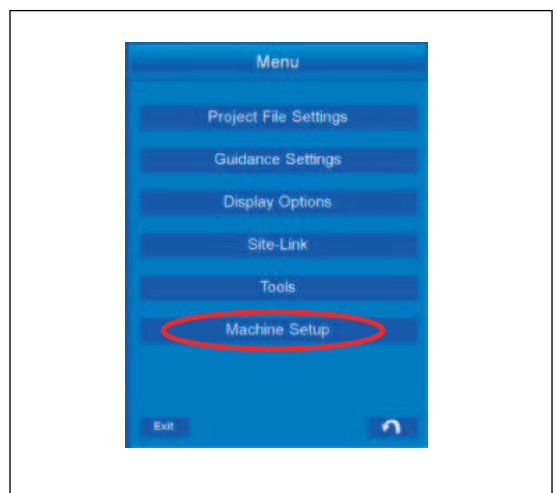 Menu
Project File Settings
Guidance Settings
Display Options
Site-Link
Tools
Machine Setup
Exit